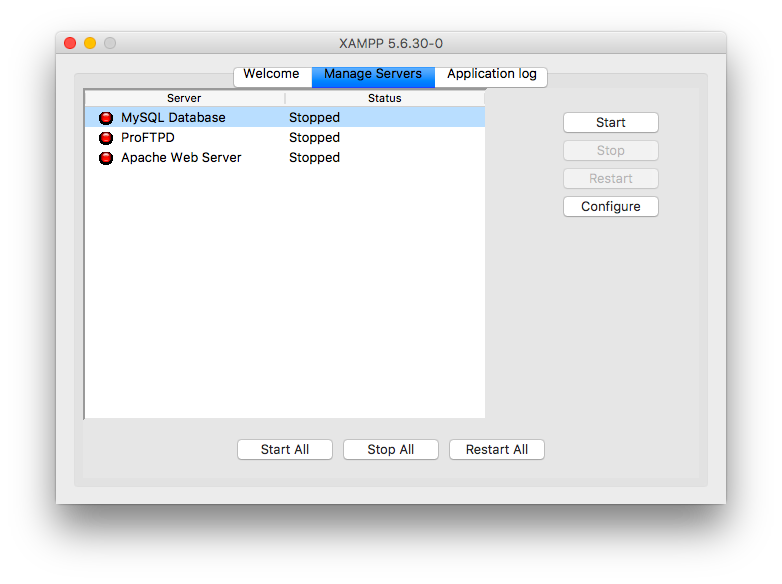 XAMPP 5.6.30-0
Welcome Manage Servers Application log
Server Status
MySQL Database Stopped
ProFTPD Stopped
Apache Web Server Stopped
Start
Stop
Restart
Configure
Start All Stop All Restart All